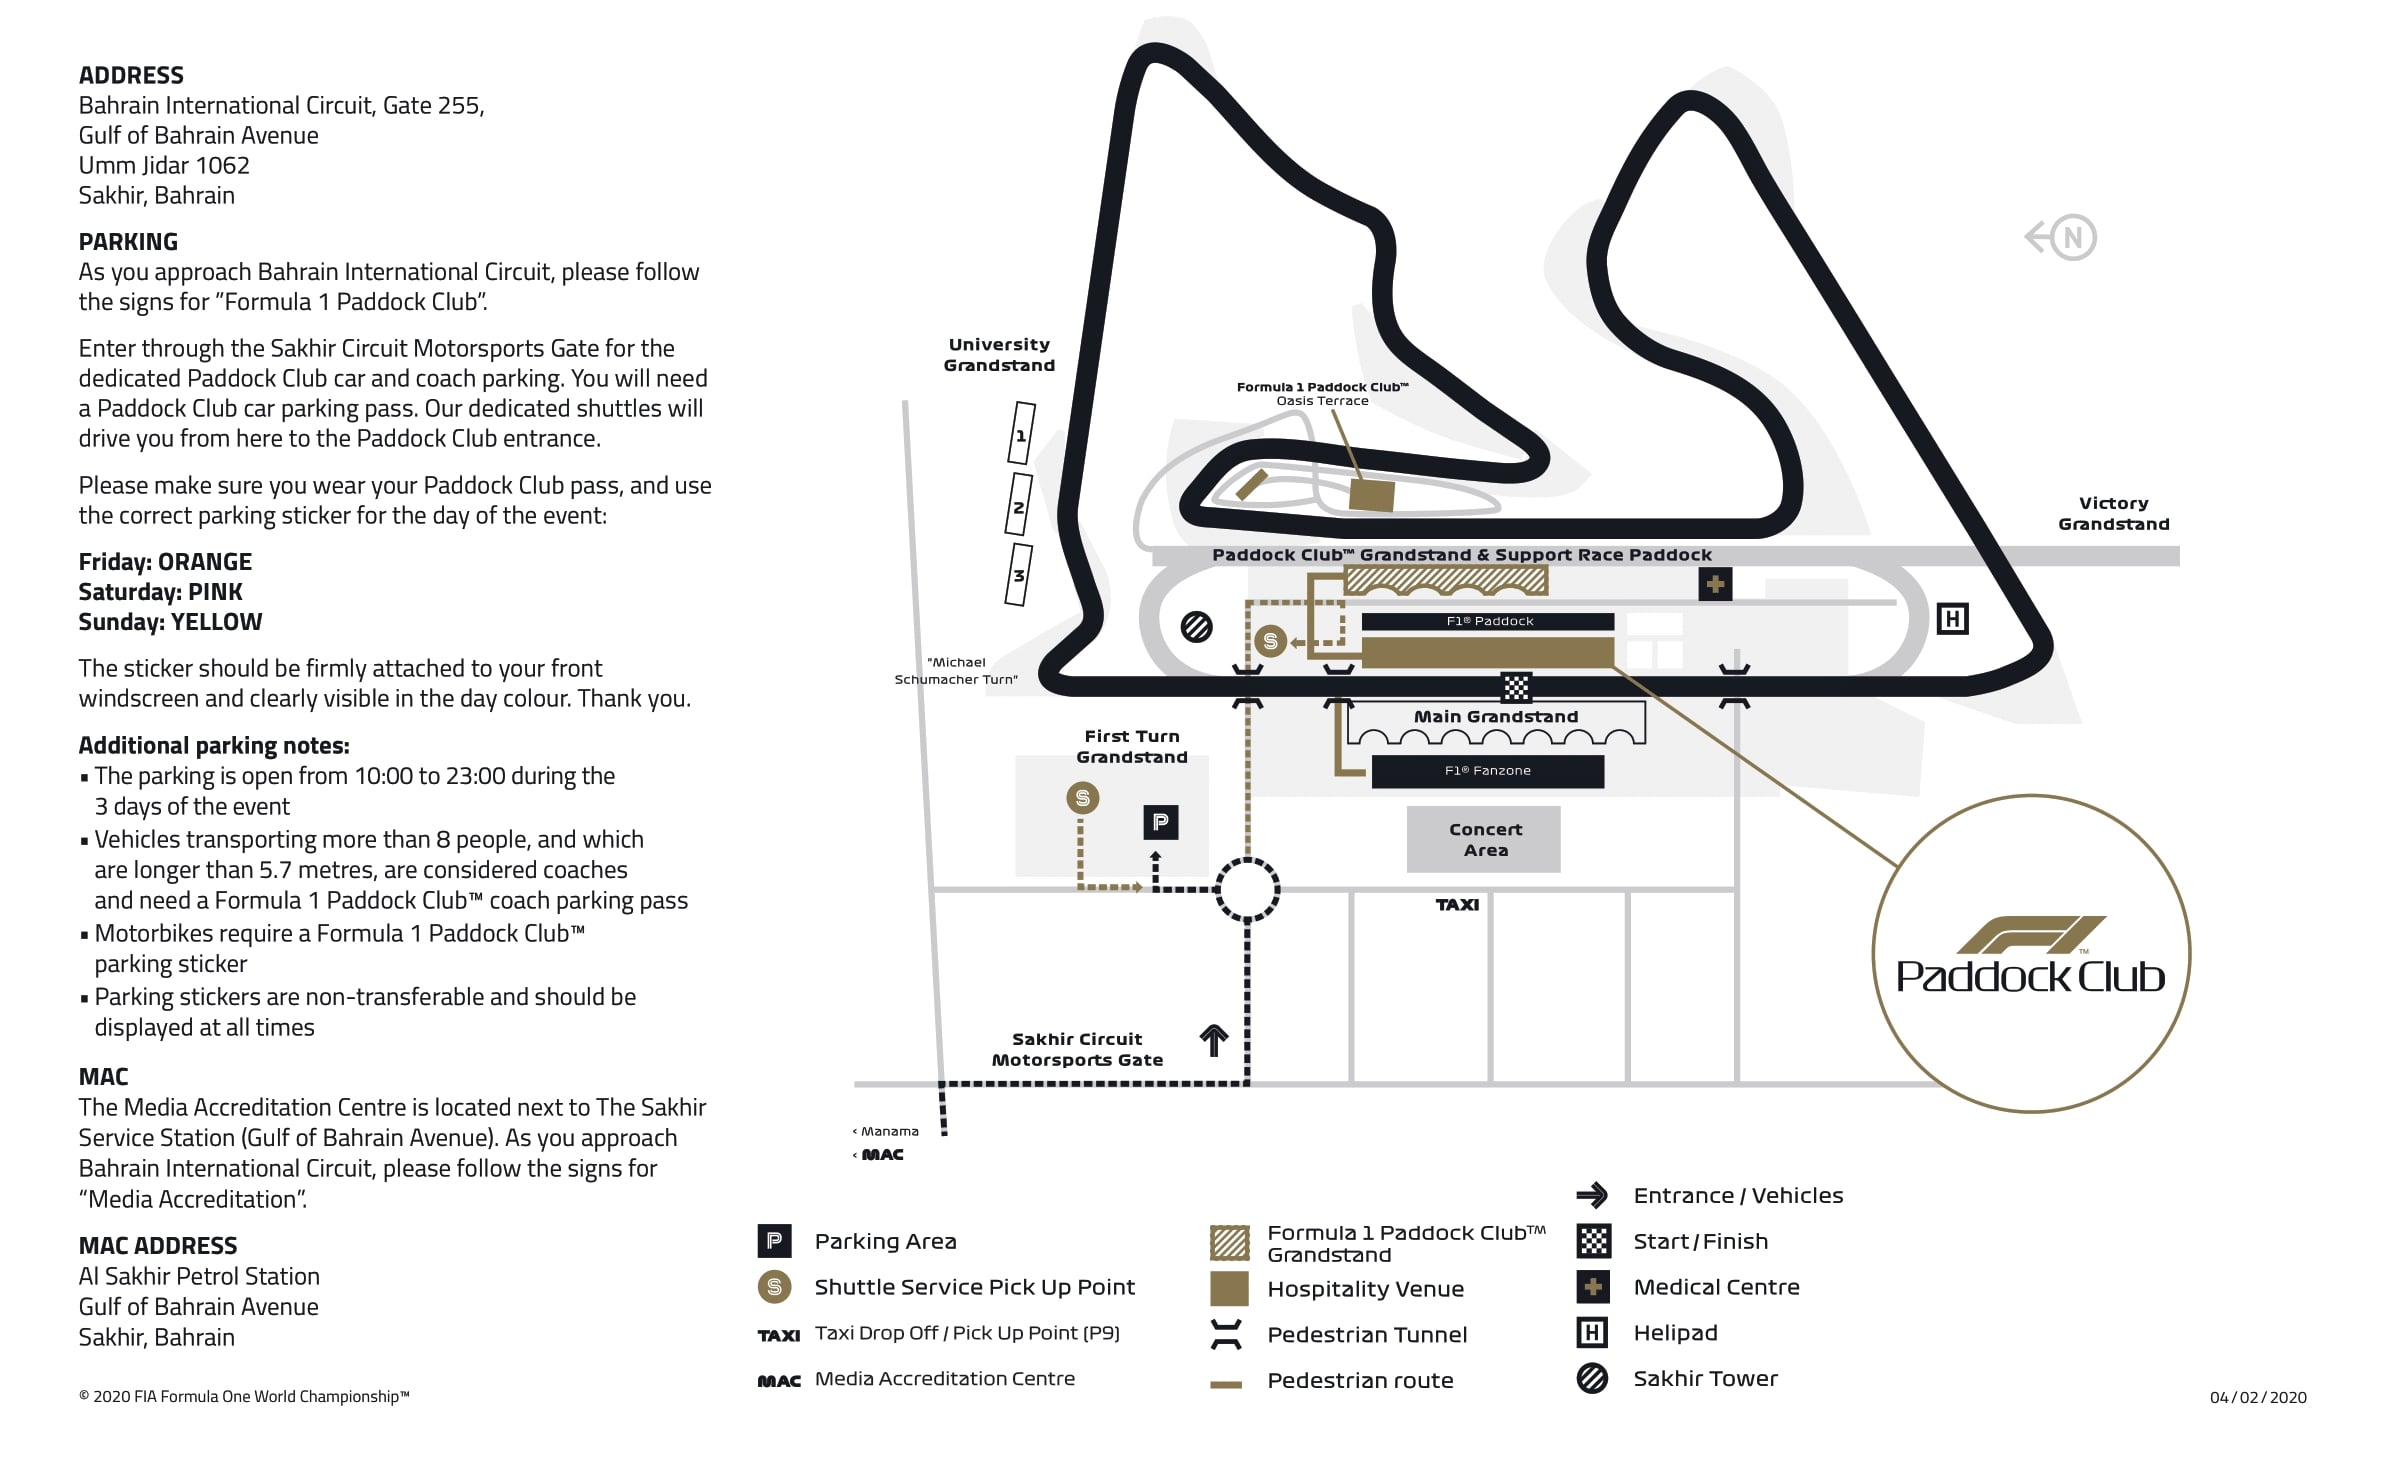 ADDRESS
Bahrain International Circuit, Gate 255,
Gulf of Bahrain Avenue
Umm Jidar 1062
Sakhir, Bahrain
PARKING
As you approach Bahrain International Circuit, please follow
the signs for ”Formula 1 Paddock Club”.
Enter through the Sakhir Circuit Motorsports Gate for the
dedicated Paddock Club car and coach parking. You will need
a Paddock Club car parking pass. Our dedicated shuttles will
drive you from here to the Paddock Club entrance.
Please make sure you wear your Paddock Club pass, and use
the correct parking sticker for the day of the event:
Friday: ORANGE
Saturday: PINK
Sunday: YELLOW
The sticker should be firmly attached to your front
windscreen and clearly visible in the day colour. Thank you.
Additional parking notes:
▪ The parking is open from 10:00 to 23:00 during the
3 days of the event
▪ Vehicles transporting more than 8 people, and which
are longer than 5.7 metres, are considered coaches
and need a Formula 1 Paddock Club™ coach parking pass
▪ Motorbikes require a Formula 1 Paddock Club™
parking sticker
▪ Parking stickers are non-transferable and should be
displayed at all times
MAC
The Media Accreditation Centre is located next to The Sakhir
Service Station (Gulf of Bahrain Avenue). As you approach
Bahrain International Circuit, please follow the signs for
“Media Accreditation”.
MAC ADDRESS
Al Sakhir Petrol Station
Gulf of Bahrain Avenue
Sakhir, Bahrain
© 2020 FIA Formula One World Championship™
N
University
Grandstand
1
2
3
Formula 1 Paddock Club™
Oasis Terrace
Victory
Grandstand
Paddock Club™ Grandstand & Support Race Paddock
H
F1® Paddock
S
"Michael
Schumacher Turn"
Main Grandstand
First Turn
Grandstand
F1® Fanzone
S
P
Concert
Area
TAXI
F1™
Paddock Club
Sakhir Circuit
Motorsports Gate
< Manama
< MAC
P Parking Area
S Shuttle Service Pick Up Point
TAXI Taxi Drop Off / Pick Up Point (P9)
MAC Media Accreditation Centre
Formula 1 Paddock Club™
Grandstand
Hospitality Venue
Pedestrian Tunnel
Pedestrian route
Entrance / Vehicles
Start / Finish
Medical Centre
H Helipad
Sakhir Tower
04 / 02 / 2020